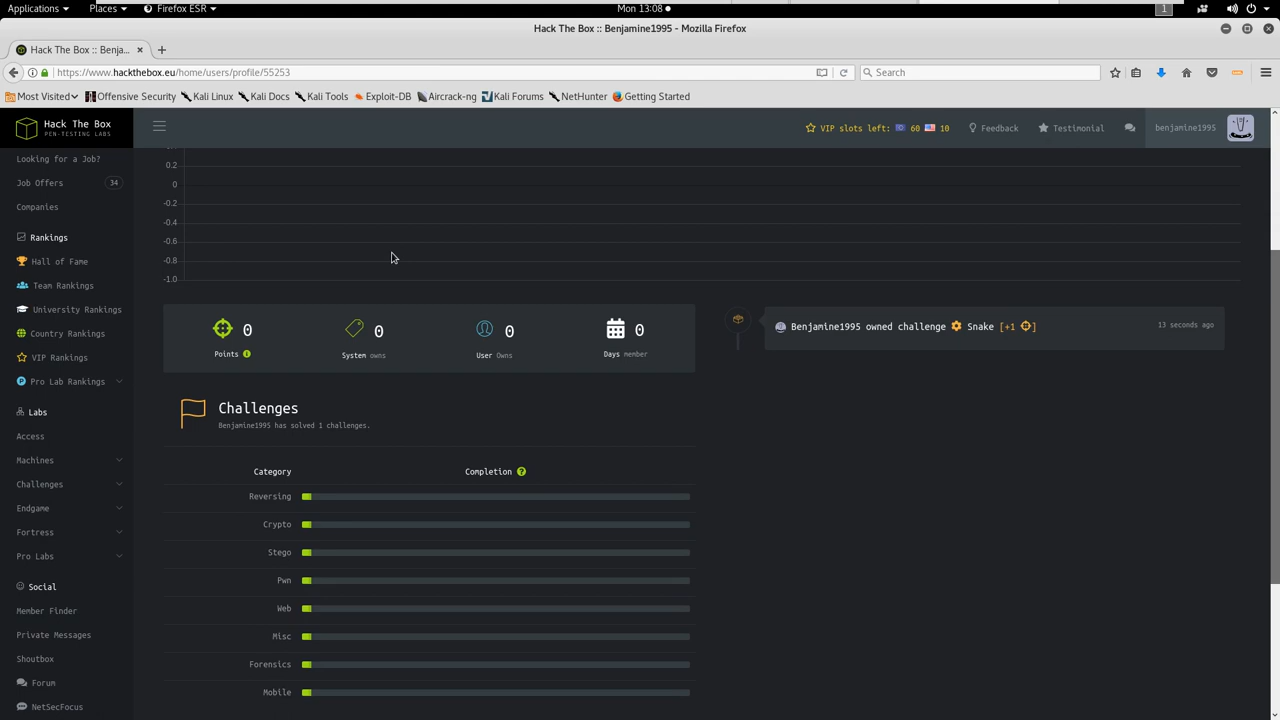 Applications Places Firefox ESR Mon 13:08 1
Hack The Box :: Benjamine1995 - Mozilla Firefox
Hack The Box :: Benja... × +
https://www.hackthebox.eu/home/users/profile/55253 Search
Most Visited Offensive Security Kali Linux Kali Docs Kali Tools Exploit-DB Aircrack-ng Kali Forums NetHunter Getting Started
Hack The Box
PEN-TESTING LABS
VIP slots left: 60 10 Feedback Testimonial benjamine1995
Looking for a Job?
Job Offers 34
Companies
Rankings
Hall of Fame
Team Rankings
University Rankings
Country Rankings
VIP Rankings
Pro Lab Rankings
Labs
Access
Machines
Challenges
Endgame
Fortress
Pro Labs
Social
Member Finder
Private Messages
Shoutbox
Forum
NetSecFocus
0.2
0
-0.2
-0.4
-0.6
-0.8
-1.0
0 0 0 0
Points System owns User Owns Days member
Benjamine1995 owned challenge Snake [+1 ] 13 seconds ago
Challenges
Benjamine1995 has solved 1 challenges.
Category Completion
Reversing
Crypto
Stego
Pwn
Web
Misc
Forensics
Mobile